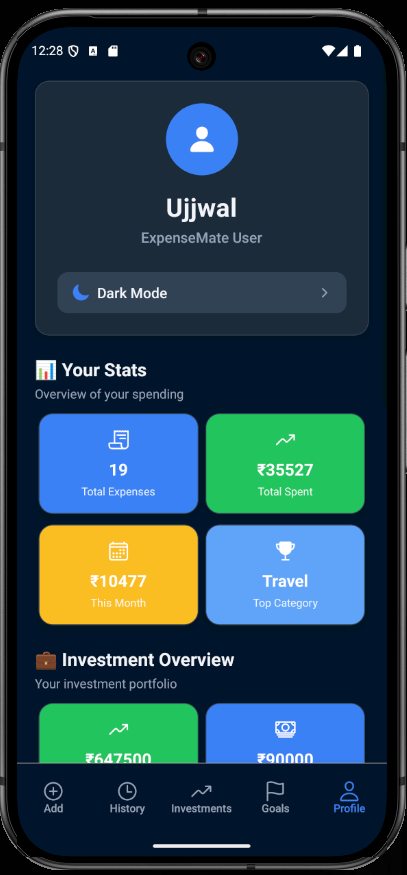 12:28
Ujjwal
ExpenseMate User
Dark Mode
Your Stats
Overview of your spending
19
Total Expenses
₹35527
Total Spent
₹10477
This Month
Travel
Top Category
Investment Overview
Your investment portfolio
₹647500
₹90000
Add
History
Investments
Goals
Profile